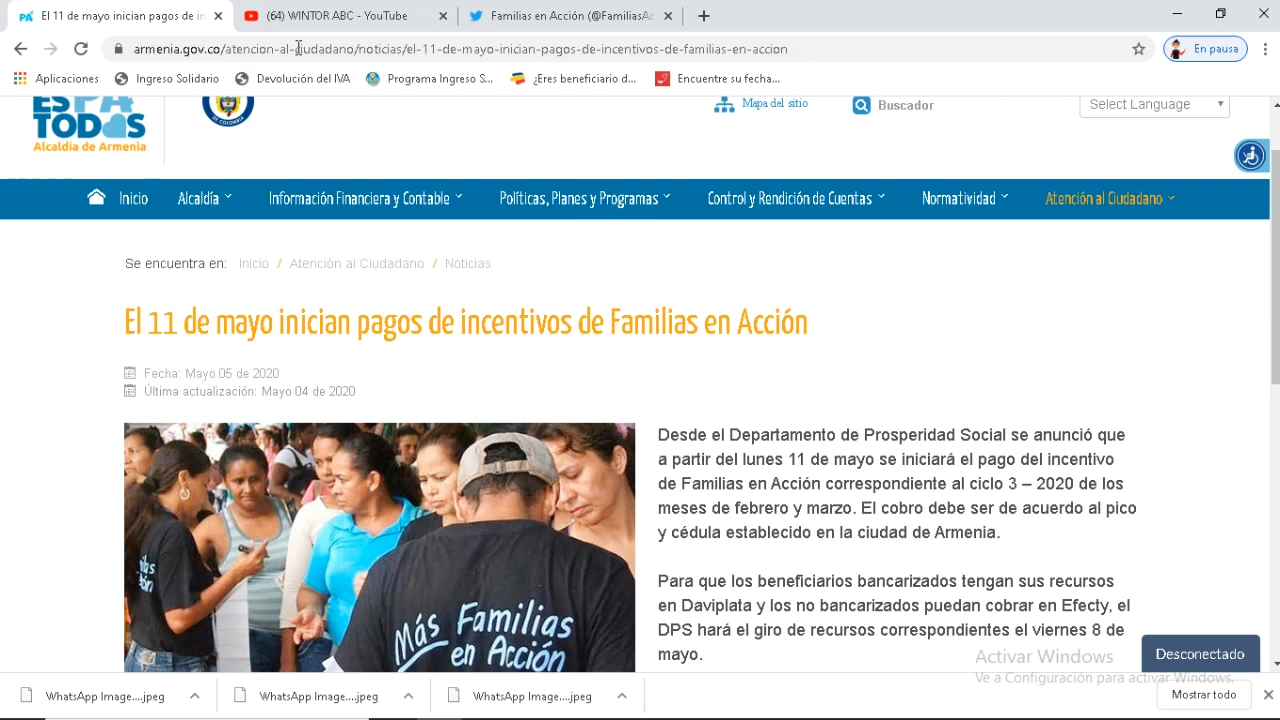 El 11 de mayo inician pagos de in
(64) WINTOR ABC - YouTube
Familias en Acción (@FamiliasAc
armenia.gov.co/atencion-al-ciudadano/noticias/el-11-de-mayo-inician-pagos-de-incentivos-de-familias-en-accion
En pausa
Aplicaciones
Ingreso Solidario
Devolución del IVA
Programa Ingreso S...
¿Eres beneficiario d...
Encuentre su fecha...
ES PA
TODOS
Alcaldía de Armenia
DE COLOMBIA
Mapa del sitio
Buscador
Select Language
Inicio
Alcaldía
Información Financiera y Contable
Políticas, Planes y Programas
Control y Rendición de Cuentas
Normatividad
Atención al Ciudadano
Se encuentra en: Inicio / Atención al Ciudadano / Noticias
El 11 de mayo inician pagos de incentivos de Familias en Acción
Fecha: Mayo 05 de 2020
Última actualización: Mayo 04 de 2020
Desde el Departamento de Prosperidad Social se anunció que
a partir del lunes 11 de mayo se iniciará el pago del incentivo
de Familias en Acción correspondiente al ciclo 3 – 2020 de los
meses de febrero y marzo. El cobro debe ser de acuerdo al pico
y cédula establecido en la ciudad de Armenia.
Para que los beneficiarios bancarizados tengan sus recursos
en Daviplata y los no bancarizados puedan cobrar en Efecty, el
DPS hará el giro de recursos correspondientes el viernes 8 de
mayo.
Más Familias
en Acción
Activar Windows
Ve a Configuración para activar Windows.
Desconectado
WhatsApp Image....jpeg
WhatsApp Image....jpeg
WhatsApp Image....jpeg
Mostrar todo